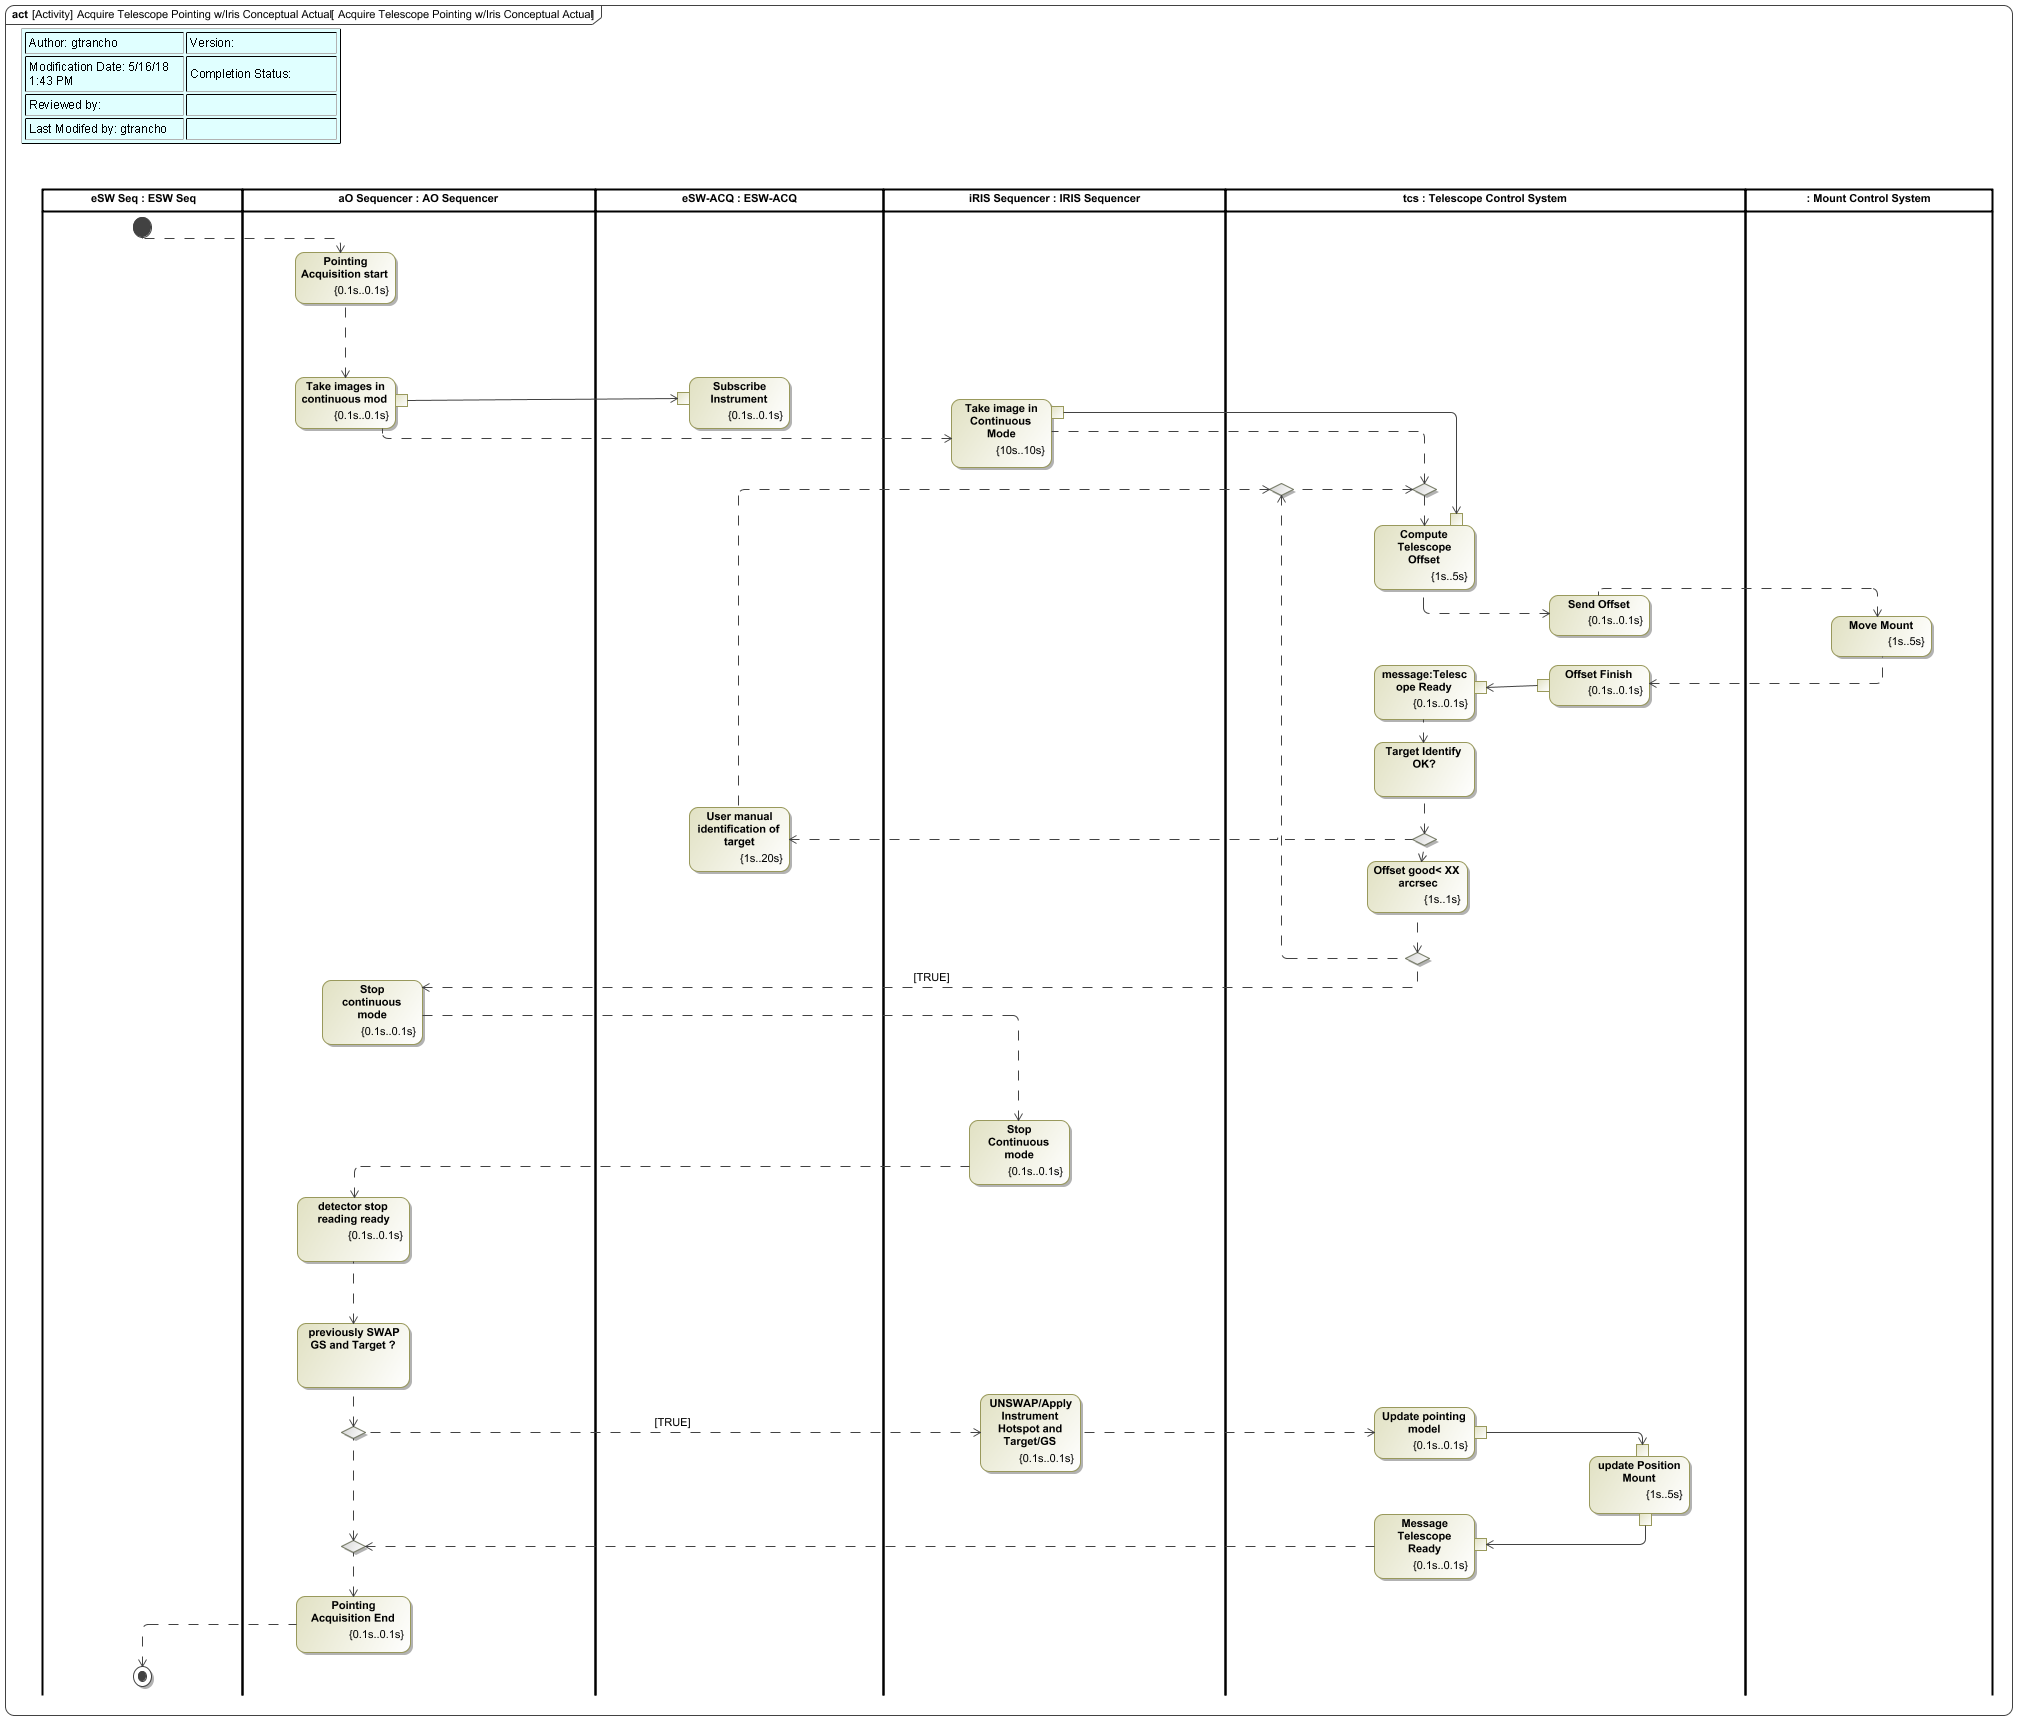 act [Activity] Acquire Telescope Pointing w/Iris Conceptual Actual[ Acquire Telescope Pointing w/Iris Conceptual Actual]
Author: gtrancho
Version:
Modification Date: 5/16/18
1:43 PM
Completion Status:
Reviewed by:
Last Modifed by: gtrancho
eSW Seq : ESW Seq
aO Sequencer : AO Sequencer
eSW-ACQ : ESW-ACQ
iRIS Sequencer : IRIS Sequencer
tcs : Telescope Control System
: Mount Control System
Pointing
Acquisition start
{0.1s..0.1s}
Take images in
continuous mod
{0.1s..0.1s}
Subscribe
Instrument
{0.1s..0.1s}
Take image in
Continuous
Mode
{10s..10s}
Compute
Telescope
Offset
{1s..5s}
Send Offset
{0.1s..0.1s}
Move Mount
{1s..5s}
message:Telesc
ope Ready
{0.1s..0.1s}
Offset Finish
{0.1s..0.1s}
Target Identify
OK?
User manual
identification of
target
{1s..20s}
Offset good< XX
arcrsec
{1s..1s}
[TRUE]
Stop
continuous
mode
{0.1s..0.1s}
Stop
Continuous
mode
{0.1s..0.1s}
detector stop
reading ready
{0.1s..0.1s}
previously SWAP
GS and Target ?
[TRUE]
UNSWAP/Apply
Instrument
Hotspot and
Target/GS
{0.1s..0.1s}
Update pointing
model
{0.1s..0.1s}
update Position
Mount
{1s..5s}
Message
Telescope
Ready
{0.1s..0.1s}
Pointing
Acquisition End
{0.1s..0.1s}